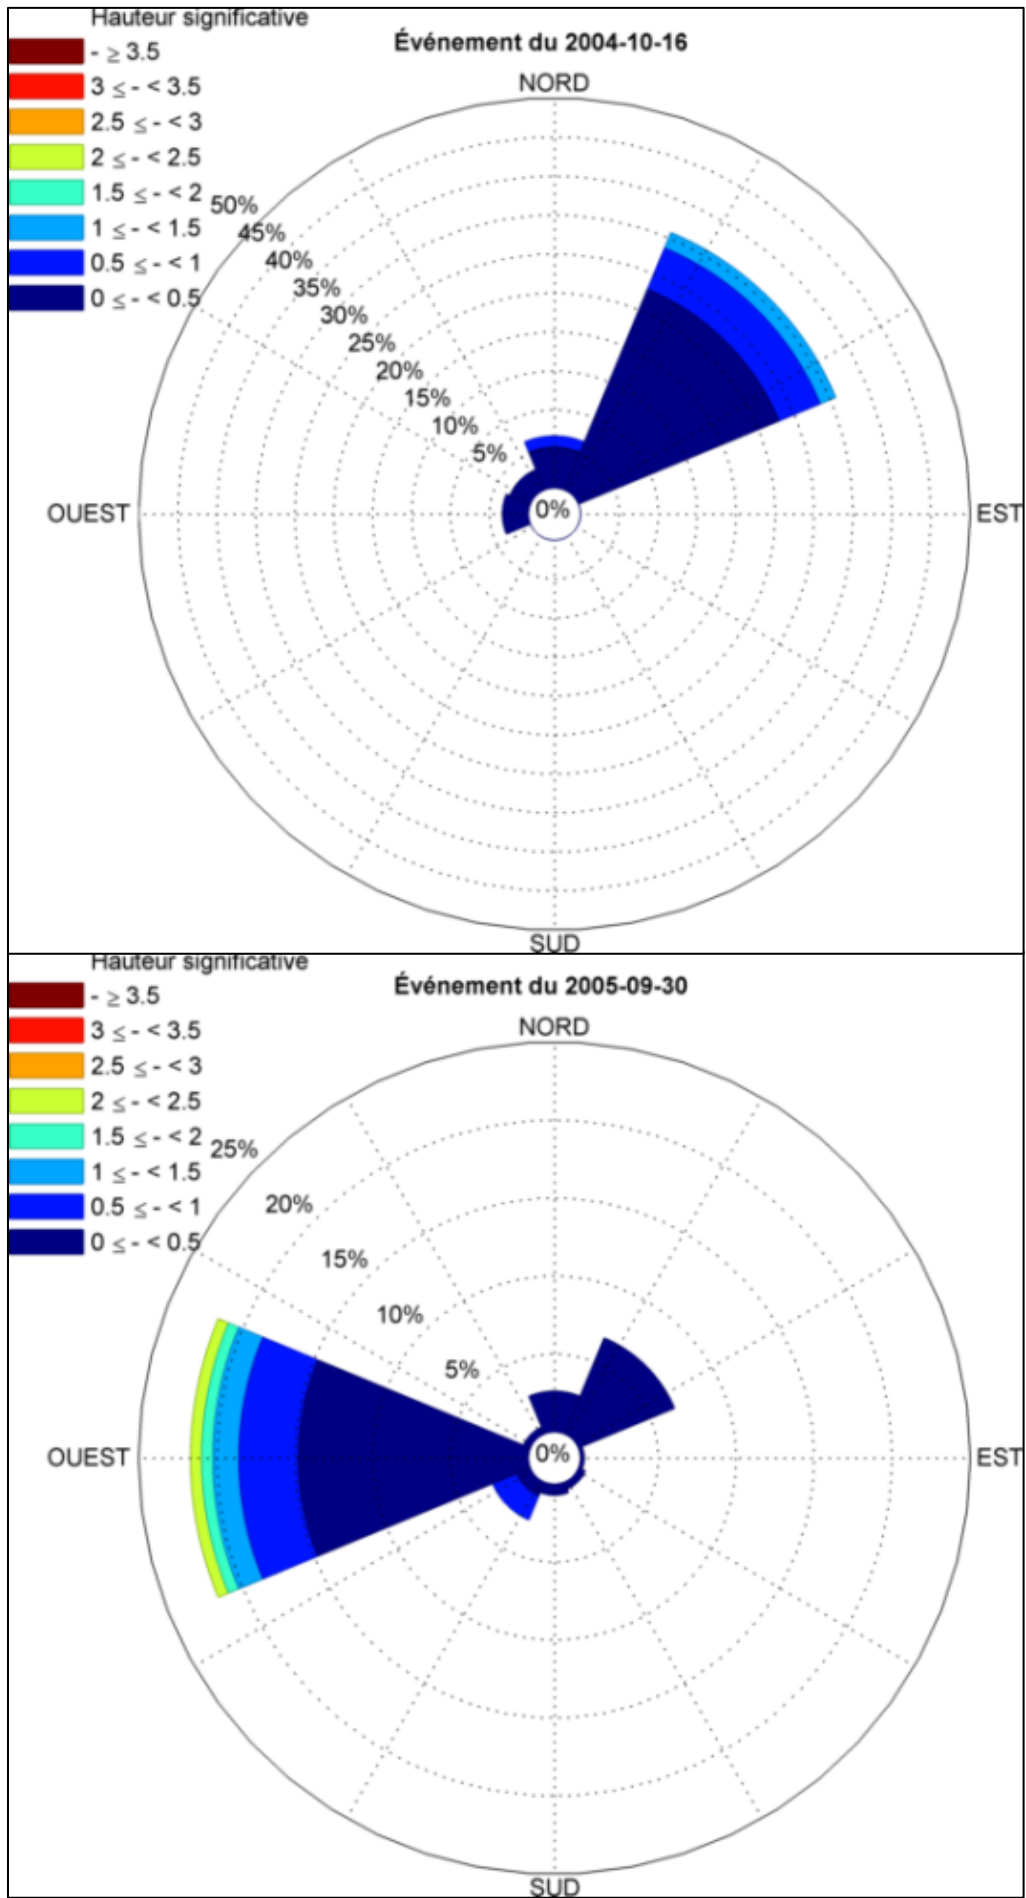 Hauteur significative
- ≥ 3.5
3 ≤ - < 3.5
2.5 ≤ - < 3
2 ≤ - < 2.5
1.5 ≤ - < 2
1 ≤ - < 1.5
0.5 ≤ - < 1
0 ≤ - < 0.5
Événement du 2004-10-16
NORD
50%
45%
40%
35%
30%
25%
20%
15%
10%
5%
0%
OUEST
EST
SUD
Hauteur significative
- ≥ 3.5
3 ≤ - < 3.5
2.5 ≤ - < 3
2 ≤ - < 2.5
1.5 ≤ - < 2
1 ≤ - < 1.5
0.5 ≤ - < 1
0 ≤ - < 0.5
Événement du 2005-09-30
NORD
25%
20%
15%
10%
5%
0%
OUEST
EST
SUD